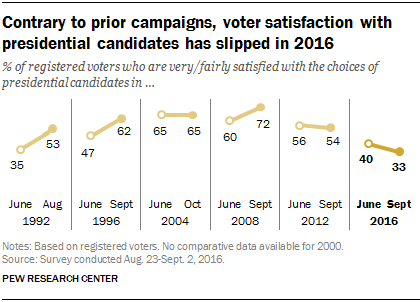 Contrary to prior campaigns, voter satisfaction with
presidential candidates has slipped in 2016
% of registered voters who are very/fairly satisfied with the choices of
presidential candidates in ...
35 53 47 62 65 65 60 72 56 54 40 33
June Aug June Sept June Oct June Sept June Sept June Sept
1992 1996 2004 2008 2012 2016
Notes: Based on registered voters. No comparative data available for 2000.
Source: Survey conducted Aug. 23-Sept. 2, 2016.
PEW RESEARCH CENTER